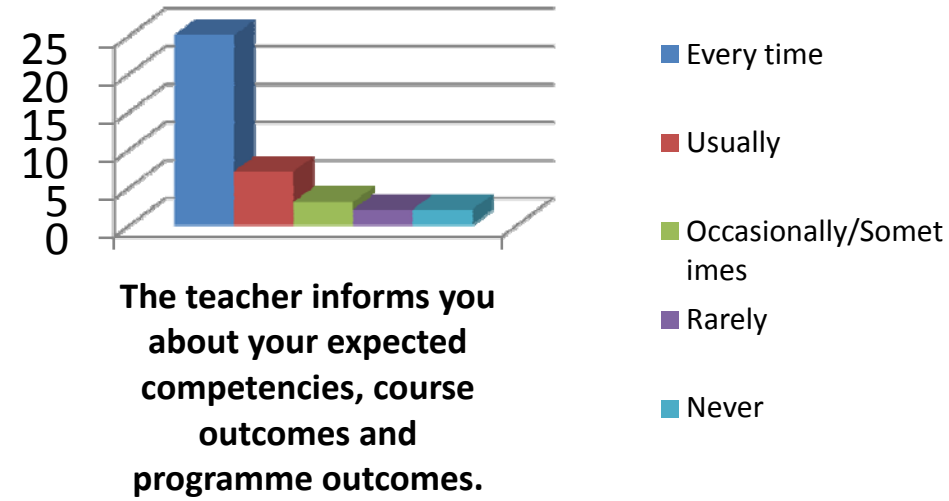 25
20
15
10
5
0
The teacher informs you
about your expected
competencies, course
outcomes and
programme outcomes.
Every time
Usually
Occasionally/Somet
imes
Rarely
Never